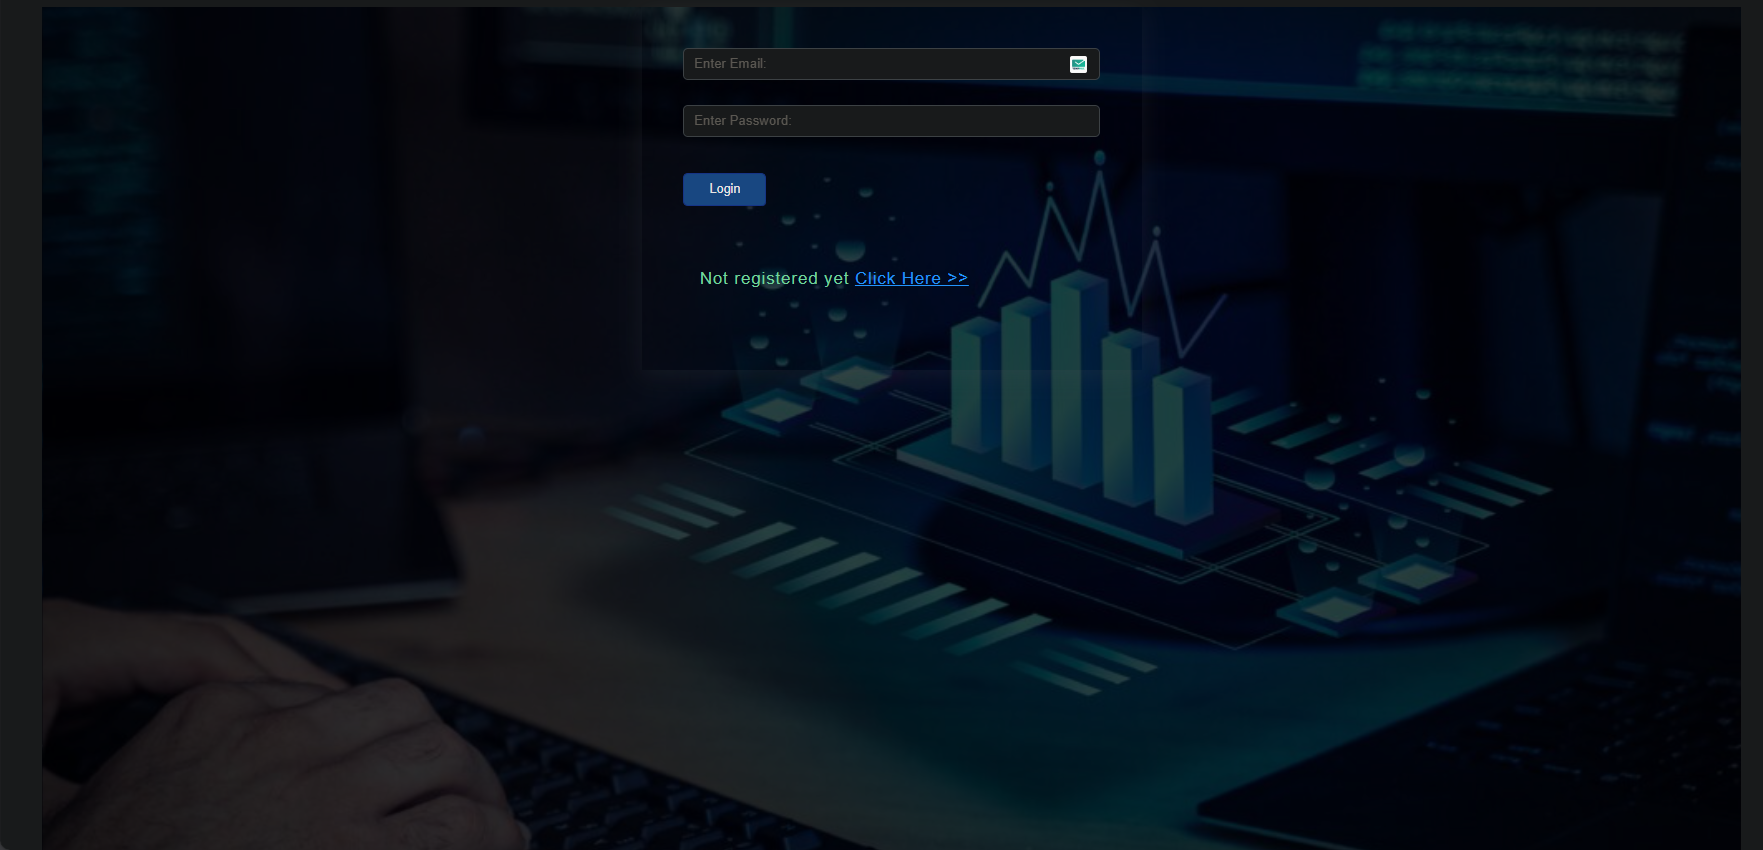 Enter Email:
Enter Password:
Login
Not registered yet Click Here >>